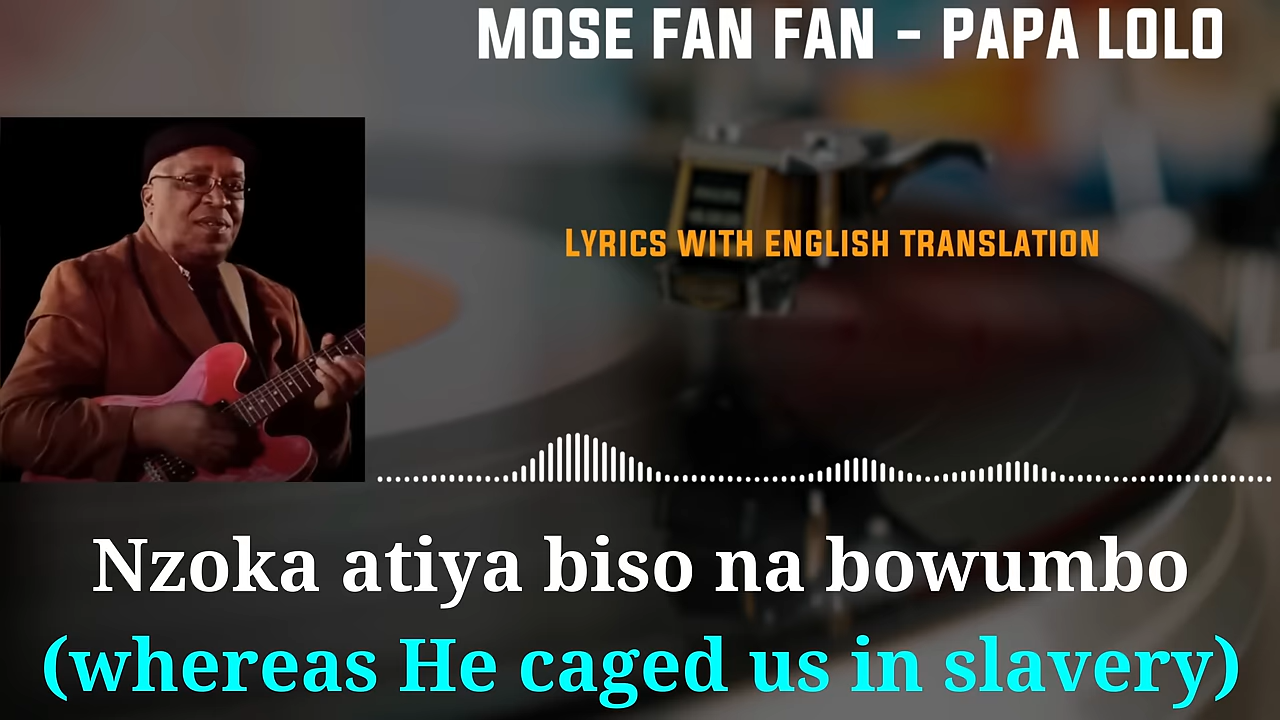 MOSE FAN FAN - PAPA LOLO
LYRICS WITH ENGLISH TRANSLATION
Nzoka atiya biso na bowumbo
(whereas He caged us in slavery)